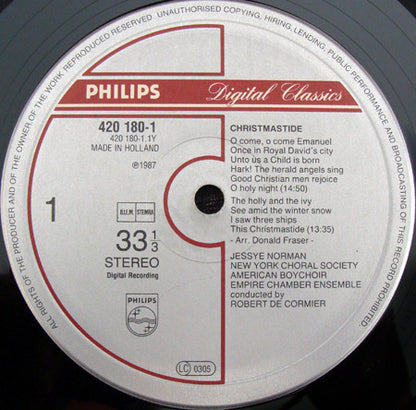 ALL RIGHTS OF THE PRODUCER AND OF THE OWNER OF THE WORK REPRODUCED RESERVED UNAUTHORISED COPYING, HIRING, LENDING, PUBLIC PERFORMANCE AND BROADCASTING OF THIS RECORD PROHIBITED
PHILIPS
Digital Classics
420 180-1
420 180-1.1Y
MADE IN HOLLAND
℗1987
1
B.I.E.M. STEMRA
33 1/3
STEREO
Digital Recording
PHILIPS
CHRISTMASTIDE
O come, o come Emanuel
Once in Royal David's city
Unto us a Child is born
Hark! The herald angels sing
Good Christian men rejoice
O holy night (14:50)
The holly and the ivy
See amid the winter snow
I saw three ships
This Christmastide (13:35)
- Arr. Donald Fraser -
JESSYE NORMAN
NEW YORK CHORAL SOCIETY
AMERICAN BOYCHOIR
EMPIRE CHAMBER ENSEMBLE
conducted by
ROBERT DE CORMIER
LC 0305